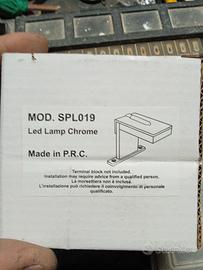 MOD. SPL019
Led Lamp Chrome
Made in P.R.C.
Terminal block not included.
Installation may require advice from a qualified person.
La morsettiera non è inclusa.
L'installazione può richiedere il coinvolgimento di personale
qualificato.